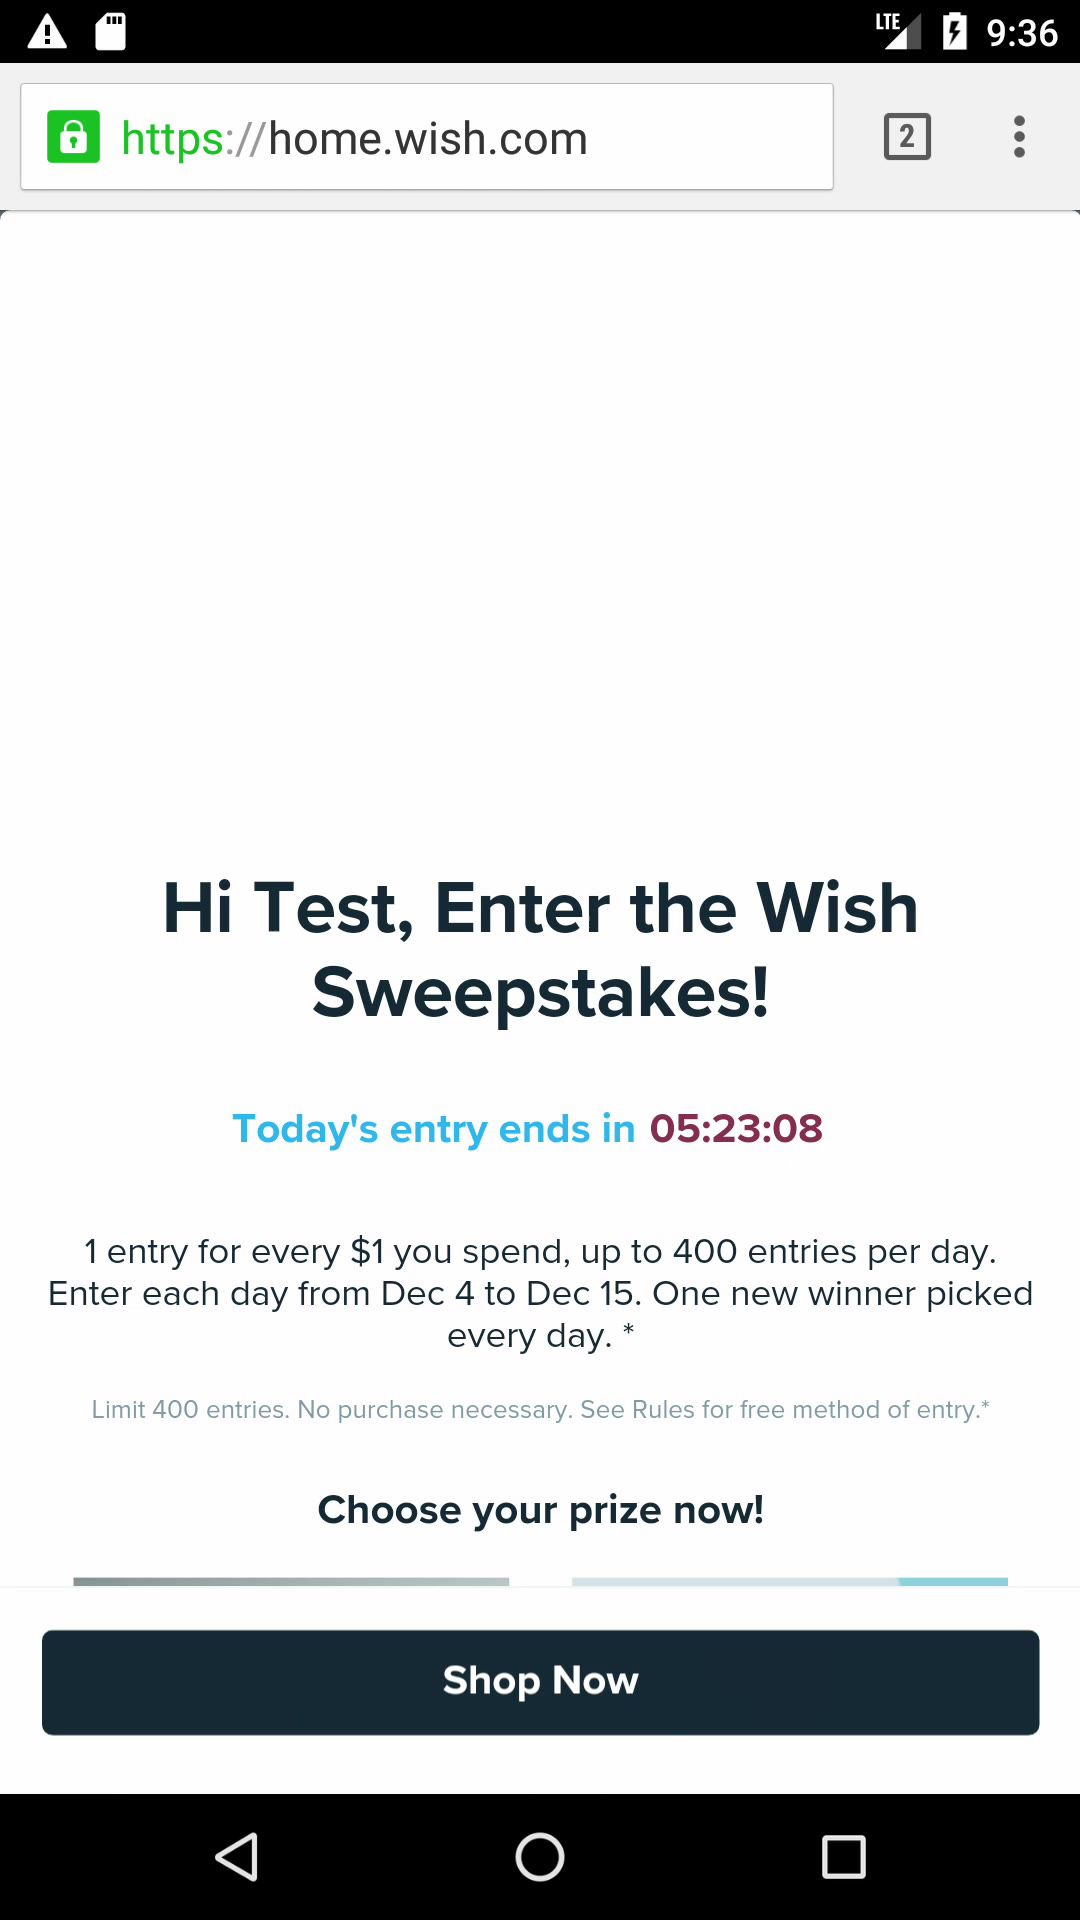 LTE 9:36
https://home.wish.com 2
Hi Test, Enter the Wish
Sweepstakes!
Today's entry ends in 05:23:08
1 entry for every $1 you spend, up to 400 entries per day.
Enter each day from Dec 4 to Dec 15. One new winner picked
every day. *
Limit 400 entries. No purchase necessary. See Rules for free method of entry.*
Choose your prize now!
Shop Now